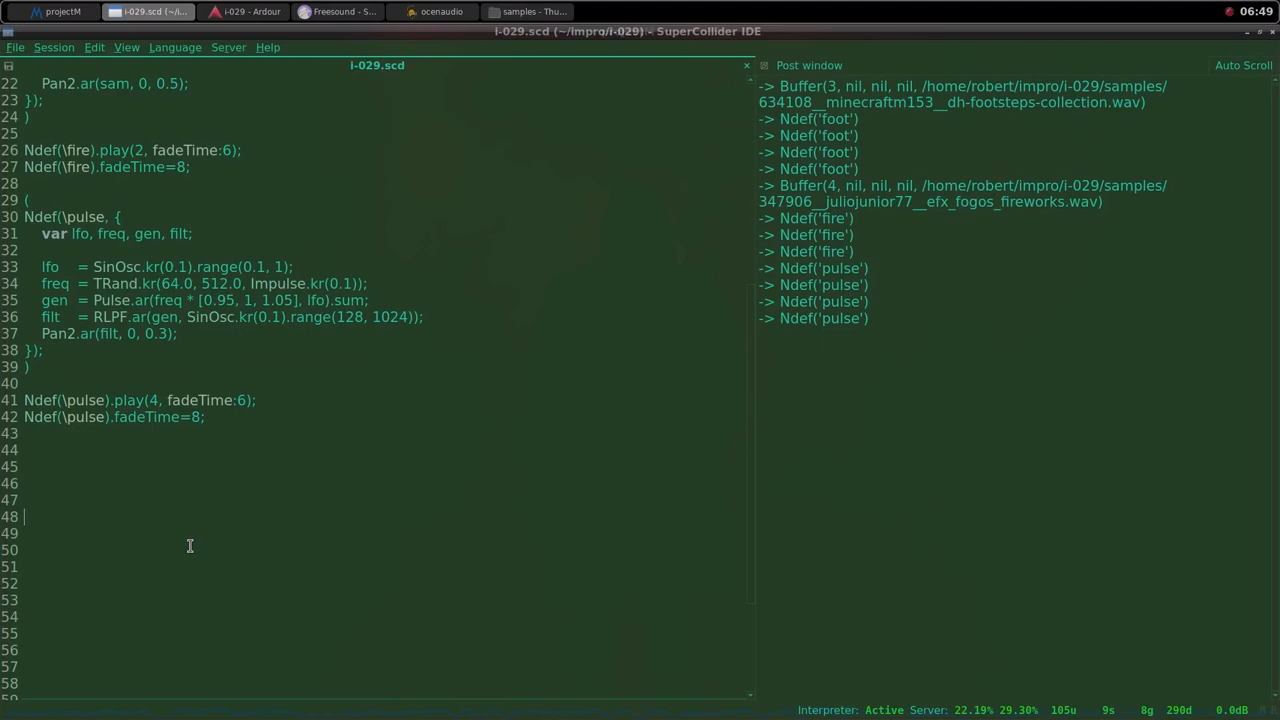 projectM
i-029.scd (~/i...
i-029 - Ardour
Freesound - S...
ocenaudio
samples - Thu...
06:49
i-029.scd (~/impro/i-029) - SuperCollider IDE
File Session Edit View Language Server Help
i-029.scd
Post window
Auto Scroll
22 Pan2.ar(sam, 0, 0.5);
23 });
24 )
25
26 Ndef(\fire).play(2, fadeTime:6);
27 Ndef(\fire).fadeTime=8;
28
29 (
30 Ndef(\pulse, {
31 var lfo, freq, gen, filt;
32
33 lfo = SinOsc.kr(0.1).range(0.1, 1);
34 freq = TRand.kr(64.0, 512.0, Impulse.kr(0.1));
35 gen = Pulse.ar(freq * [0.95, 1, 1.05], lfo).sum;
36 filt = RLPF.ar(gen, SinOsc.kr(0.1).range(128, 1024));
37 Pan2.ar(filt, 0, 0.3);
38 });
39 )
40
41 Ndef(\pulse).play(4, fadeTime:6);
42 Ndef(\pulse).fadeTime=8;
43
44
45
46
47
48
49
50
51
52
53
54
55
56
57
58
59
-> Buffer(3, nil, nil, nil, /home/robert/impro/i-029/samples/
634108__minecraftm153__dh-footsteps-collection.wav)
-> Ndef('foot')
-> Ndef('foot')
-> Ndef('foot')
-> Ndef('foot')
-> Buffer(4, nil, nil, nil, /home/robert/impro/i-029/samples/
347906__juliojunior77__efx_fogos_fireworks.wav)
-> Ndef('fire')
-> Ndef('fire')
-> Ndef('fire')
-> Ndef('pulse')
-> Ndef('pulse')
-> Ndef('pulse')
-> Ndef('pulse')
Interpreter: Active Server: 22.19% 29.30% 105u 9s 8g 290d 0.0dB